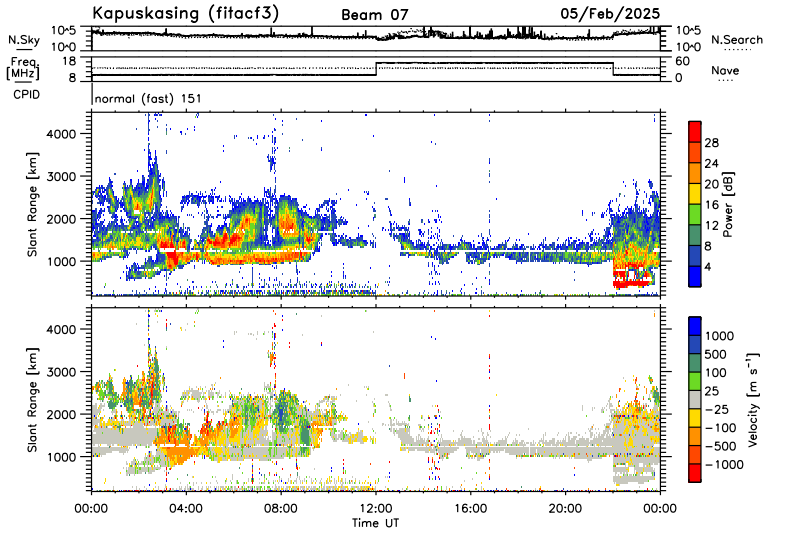 Kapuskasing (fitacf3) Beam 07 05/Feb/2025
N.Sky 10^5 10^0 10^5 10^0 N.Search
Freq. [MHz] 18 8 60 0 Nave
CPID normal (fast) 151
Slant Range [km] 4000 3000 2000 1000
Power [dB] 28 24 20 16 12 8 4
Slant Range [km] 4000 3000 2000 1000
Velocity [m s^-1] 1000 500 100 25 -25 -100 -500 -1000
00:00 04:00 08:00 12:00 16:00 20:00 00:00
Time UT